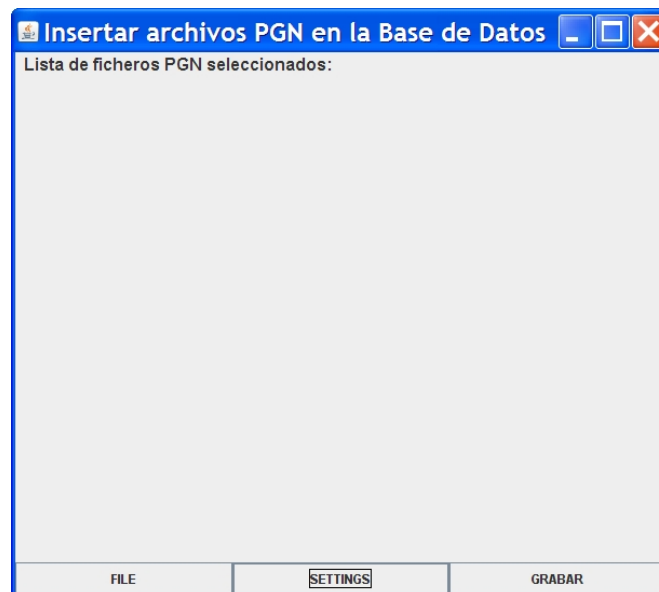 Insertar archivos PGN en la Base de Datos
Lista de ficheros PGN seleccionados:
FILE SETTINGS GRABAR